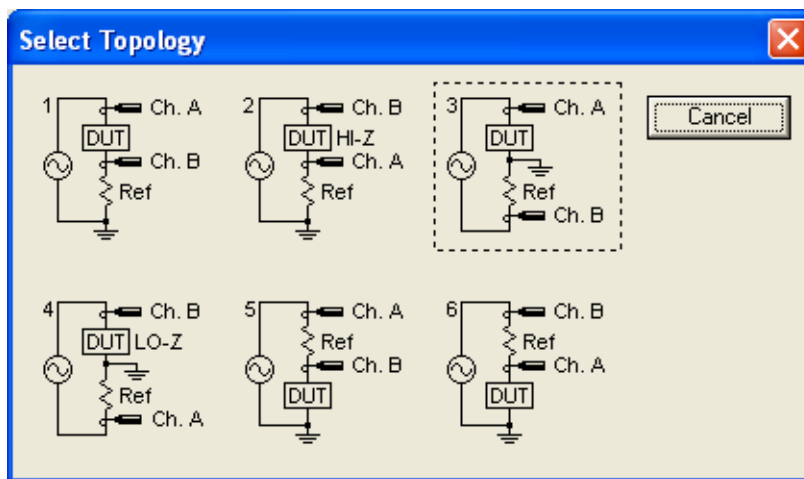 Select Topology
1 Ch. A
DUT
Ch. B
Ref
2 Ch. B
DUT HI-Z
Ch. A
Ref
3 Ch. A
DUT
Ref
Ch. B
Cancel
4 Ch. B
DUT LO-Z
Ref
Ch. A
5 Ch. A
Ref
Ch. B
DUT
6 Ch. B
Ref
Ch. A
DUT